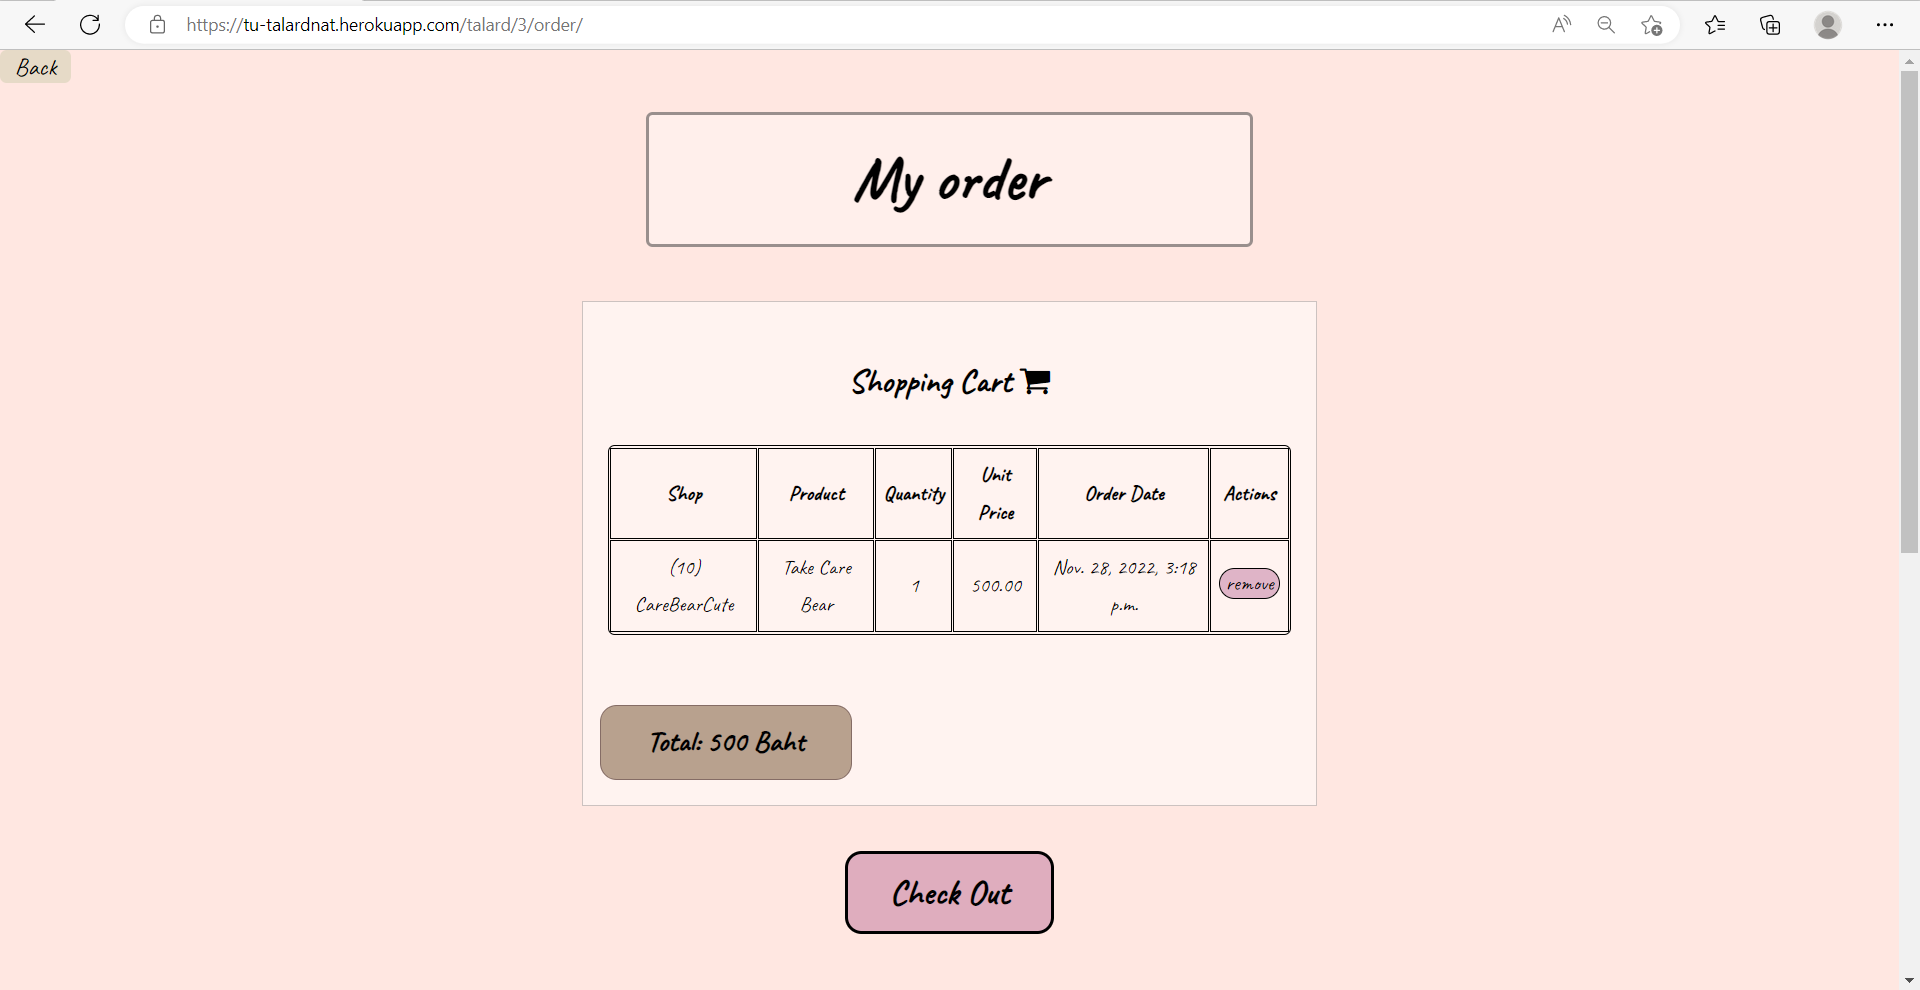 https://tu-talardnat.herokuapp.com/talard/3/order/
Back
My order
Shopping Cart
Shop Product Quantity Unit Price Order Date Actions
(10) CareBearCute Take Care Bear 1 500.00 Nov. 28, 2022, 3:18 p.m. remove
Total: 500 Baht
Check Out